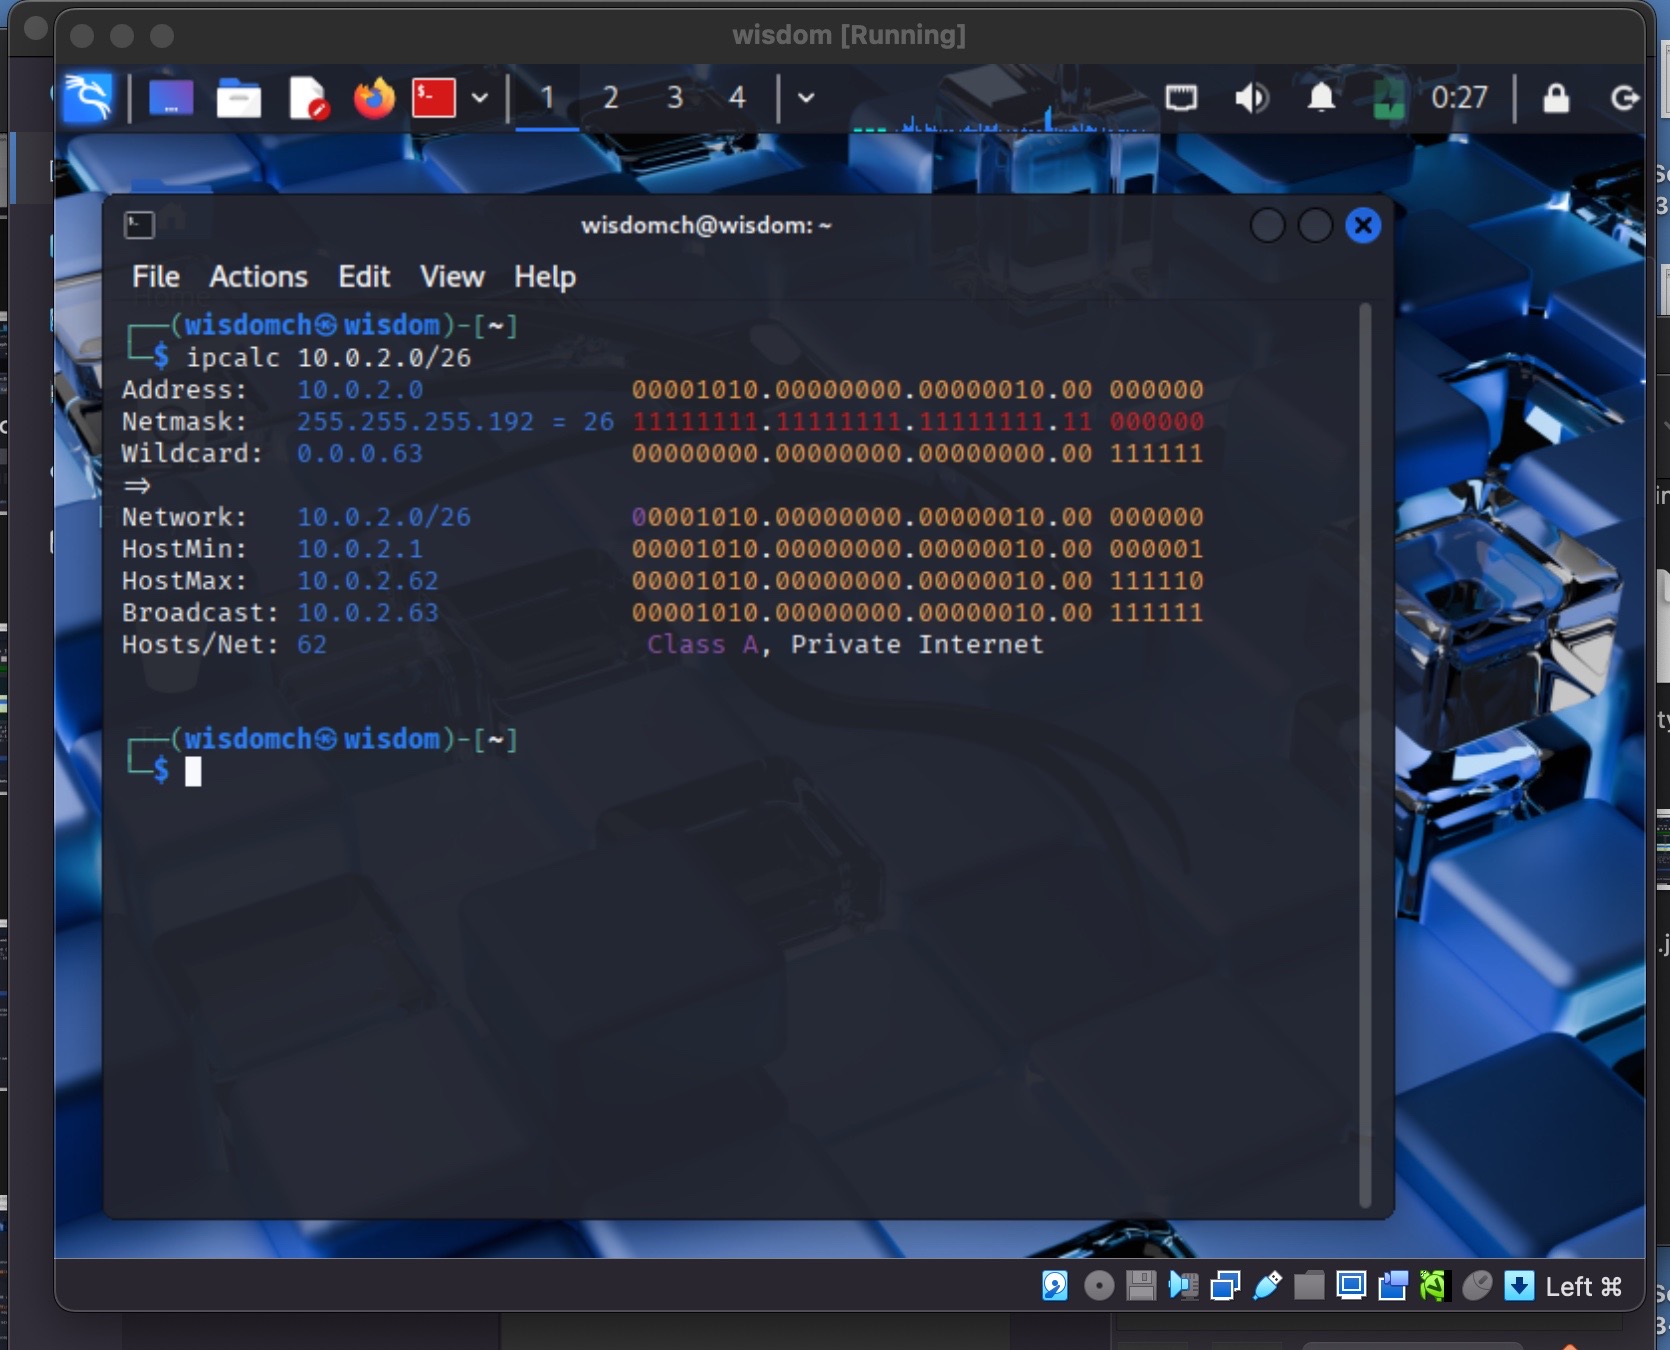 wisdom [Running]
$-
1 2 3 4 0:27
wisdomch@wisdom: ~
File Actions Edit View Help
┌──(wisdomch㉿wisdom)-[~]
└─$ ipcalc 10.0.2.0/26
Address: 10.0.2.0 00001010.00000000.00000010.00 000000
Netmask: 255.255.255.192 = 26 11111111.11111111.11111111.11 000000
Wildcard: 0.0.0.63 00000000.00000000.00000000.00 111111
⇒
Network: 10.0.2.0/26 00001010.00000000.00000010.00 000000
HostMin: 10.0.2.1 00001010.00000000.00000010.00 000001
HostMax: 10.0.2.62 00001010.00000000.00000010.00 111110
Broadcast: 10.0.2.63 00001010.00000000.00000010.00 111111
Hosts/Net: 62 Class A, Private Internet
┌──(wisdomch㉿wisdom)-[~]
└─$
Left ⌘